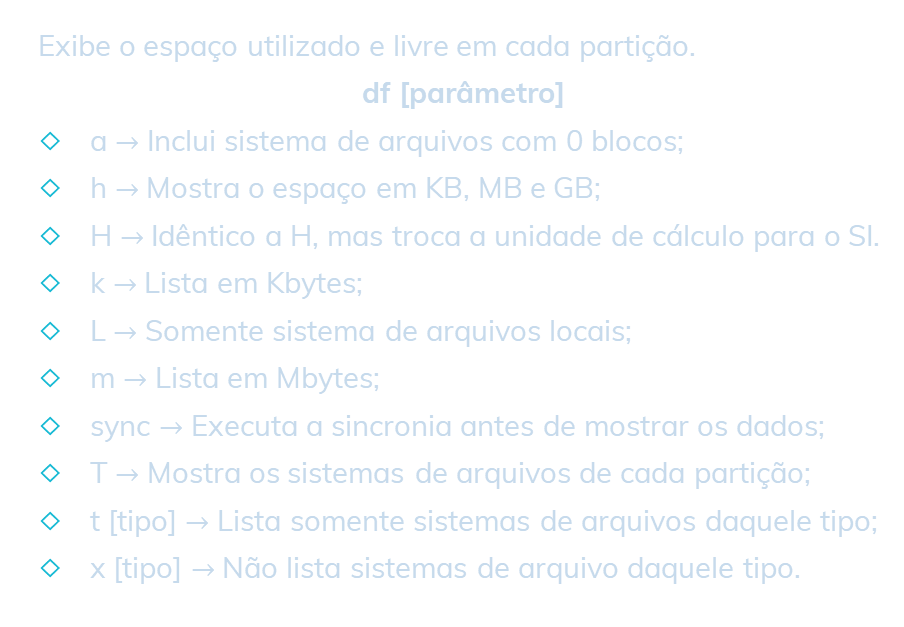 Exibe o espaço utilizado e livre em cada partição.
df [parâmetro]
a → Inclui sistema de arquivos com 0 blocos;
h → Mostra o espaço em KB, MB e GB;
H → Idêntico a H, mas troca a unidade de cálculo para o SI.
k → Lista em Kbytes;
L → Somente sistema de arquivos locais;
m → Lista em Mbytes;
sync → Executa a sincronia antes de mostrar os dados;
T → Mostra os sistemas de arquivos de cada partição;
t [tipo] → Lista somente sistemas de arquivos daquele tipo;
x [tipo] → Não lista sistemas de arquivo daquele tipo.